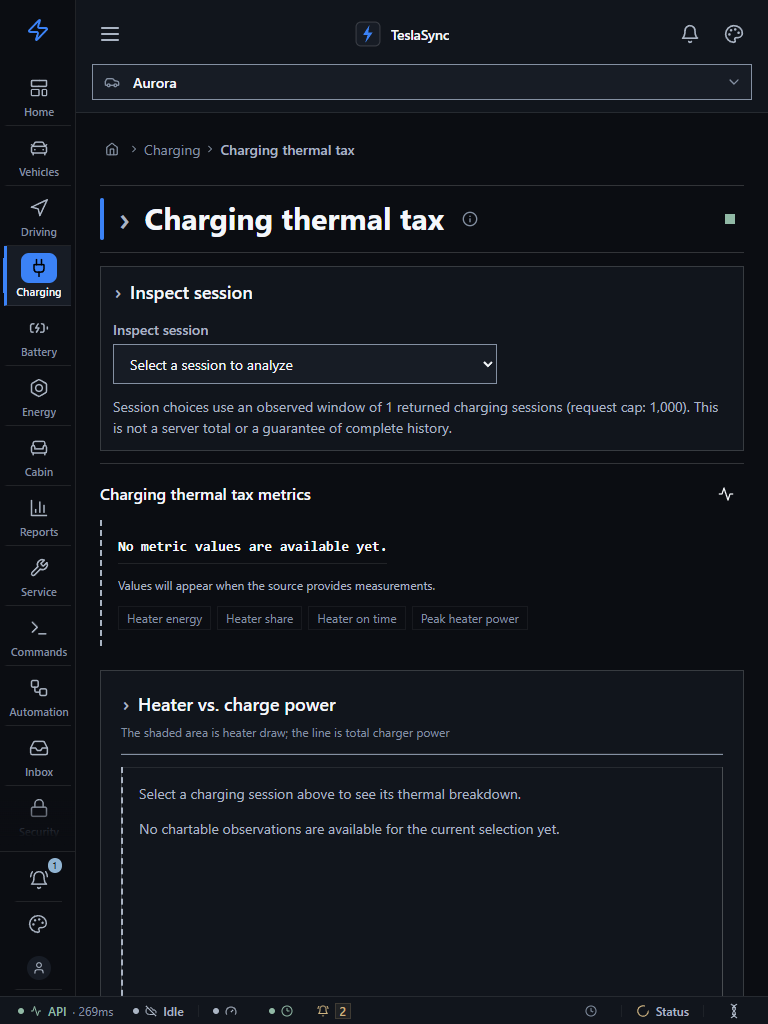 TeslaSync
Aurora
Home
Vehicles
Driving
Charging
Battery
Energy
Cabin
Reports
Service
Commands
Automation
Inbox
Security
1
Charging
Charging thermal tax
Charging thermal tax
Inspect session
Inspect session
Select a session to analyze
Session choices use an observed window of 1 returned charging sessions (request cap: 1,000). This
is not a server total or a guarantee of complete history.
Charging thermal tax metrics
No metric values are available yet.
Values will appear when the source provides measurements.
Heater energy
Heater share
Heater on time
Peak heater power
Heater vs. charge power
The shaded area is heater draw; the line is total charger power
Select a charging session above to see its thermal breakdown.
No chartable observations are available for the current selection yet.
API · 269ms
Idle
2
Status